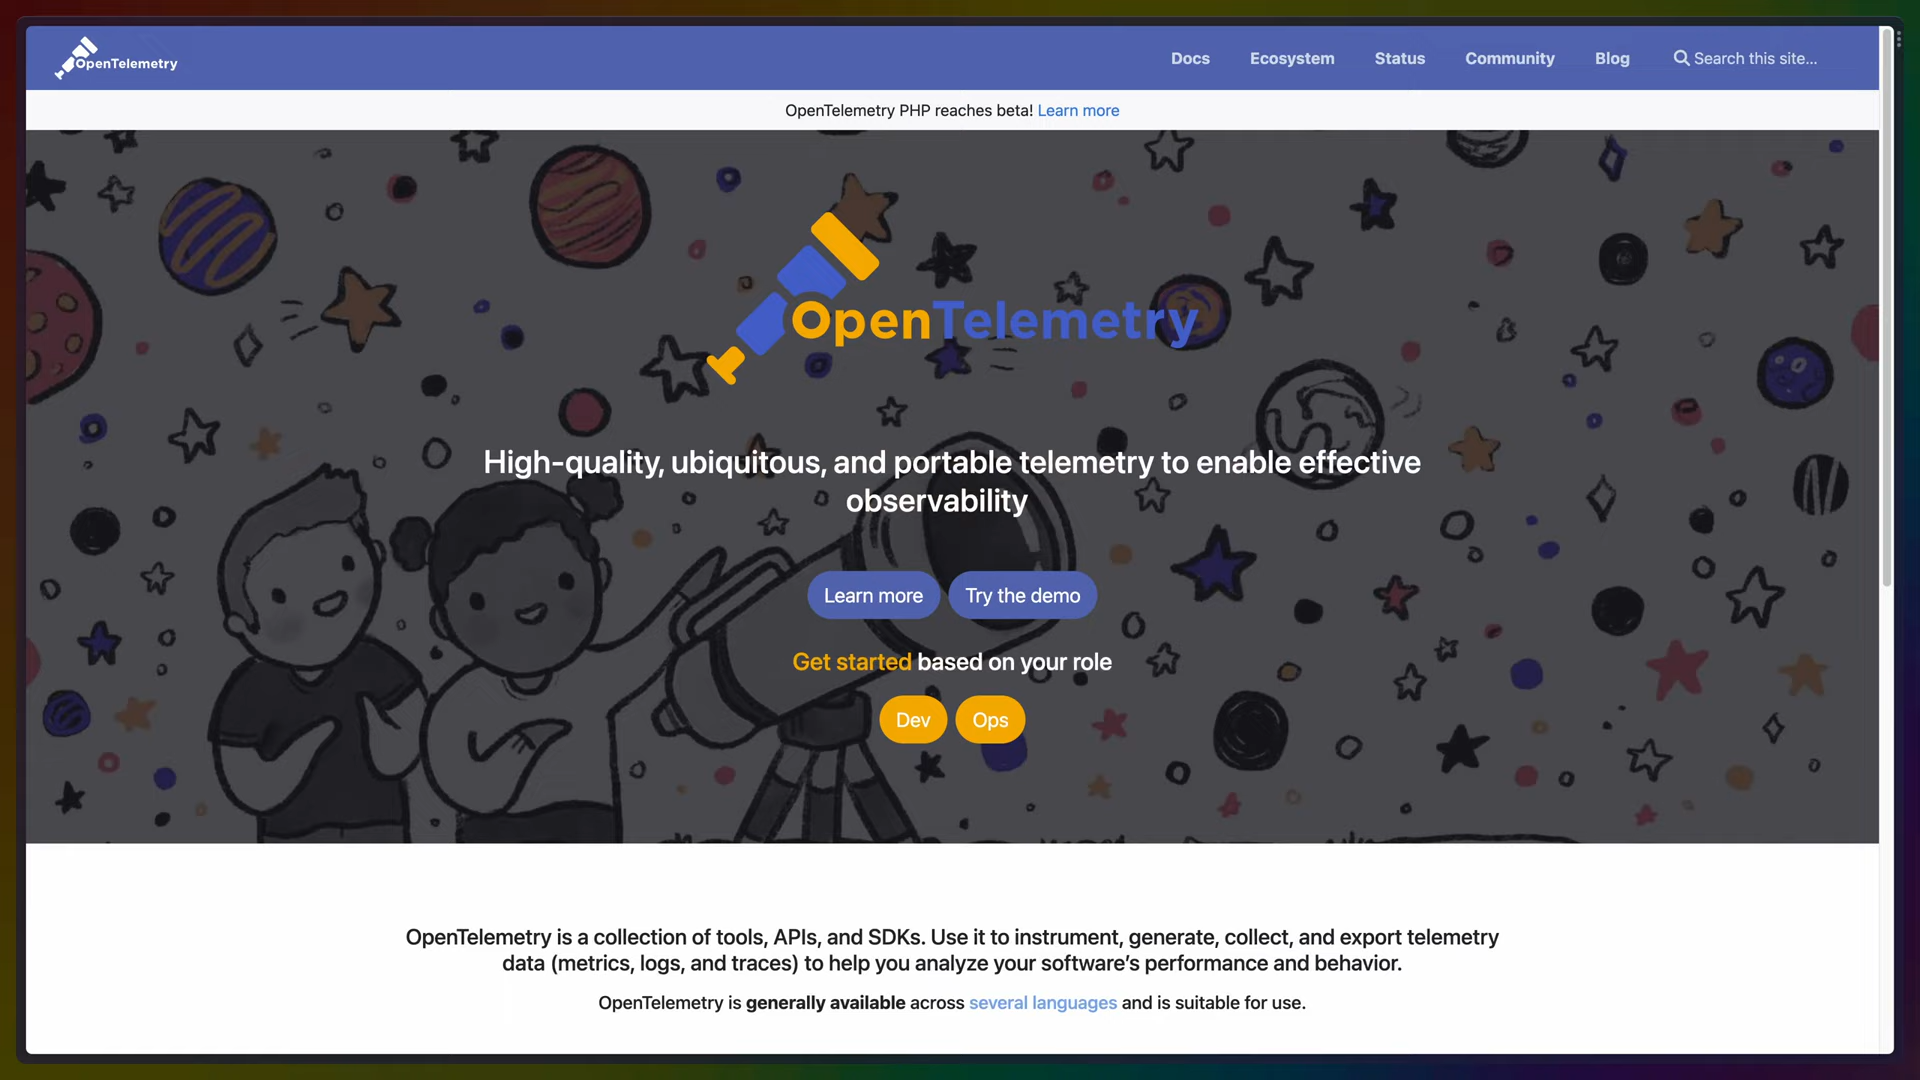 OpenTelemetry
Docs
Ecosystem
Status
Community
Blog
Search this site...
OpenTelemetry PHP reaches beta! Learn more
OpenTelemetry
High-quality, ubiquitous, and portable telemetry to enable effective
observability
Learn more
Try the demo
Get started based on your role
Dev
Ops
OpenTelemetry is a collection of tools, APIs, and SDKs. Use it to instrument, generate, collect, and export telemetry
data (metrics, logs, and traces) to help you analyze your software’s performance and behavior.
OpenTelemetry is generally available across several languages and is suitable for use.